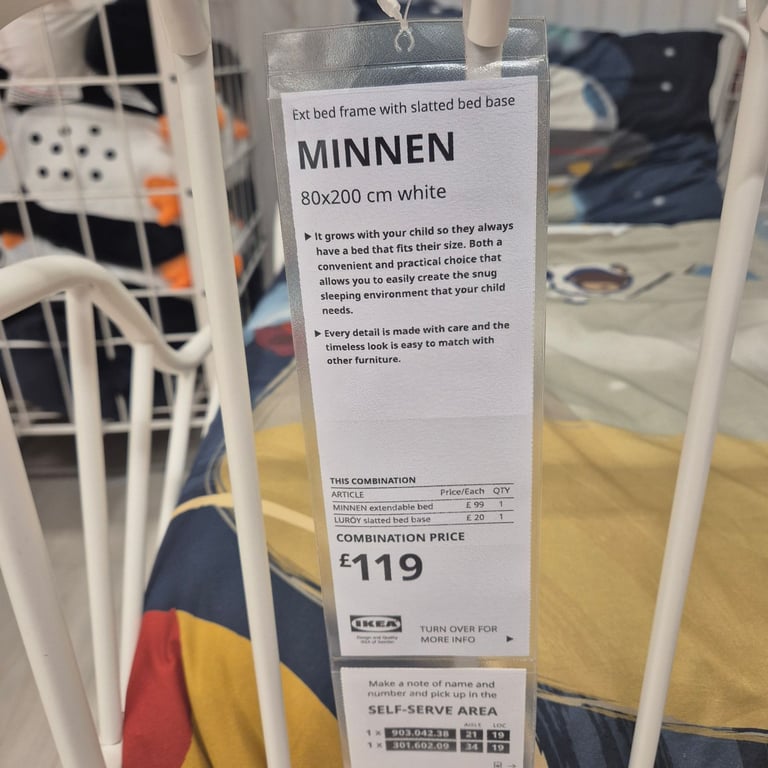 Ext bed frame with slatted bed base
MINNEN
80x200 cm white
▶ It grows with your child so they always
have a bed that fits their size. Both a
convenient and practical choice that
allows you to easily create the snug
sleeping environment that your child
needs.
▶ Every detail is made with care and the
timeless look is easy to match with
other furniture.
THIS COMBINATION
ARTICLE Price/Each QTY
MINNEN extendable bed £ 99 1
LURÖY slatted bed base £ 20 1
COMBINATION PRICE
£119
IKEA
Design and Quality
IKEA of Sweden
TURN OVER FOR
MORE INFO ▶
Make a note of name and
number and pick up in the
SELF-SERVE AREA
AISLE LOC
1 x 903.042.38 21 19
1 x 301.602.09 34 19